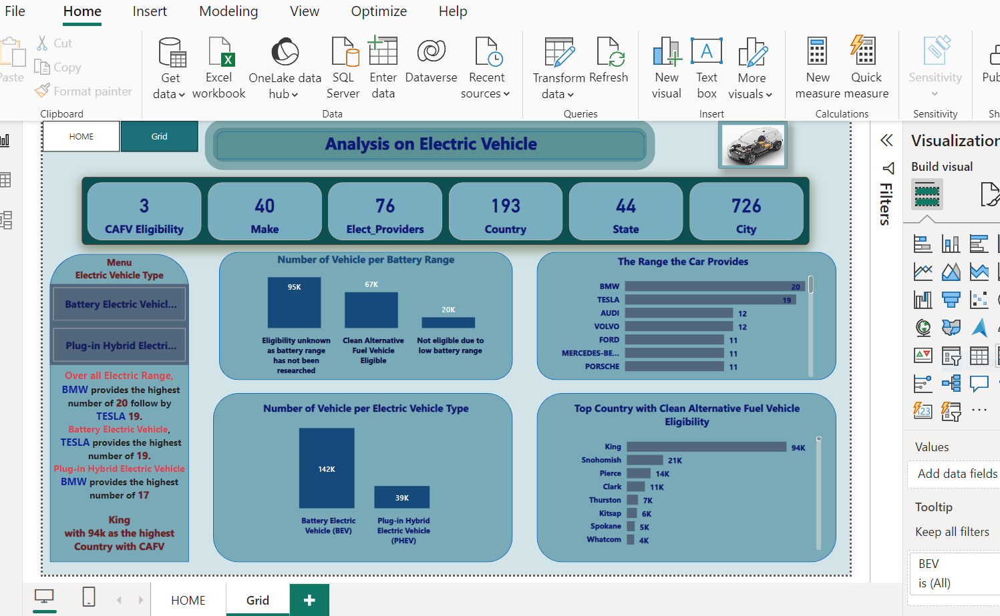 File Home Insert Modeling View Optimize Help
Paste
Cut
Copy
Format painter
Clipboard
Get data
Excel workbook
OneLake data hub
SQL Server
Enter data
Dataverse
Recent sources
Data
Transform data
Refresh
Queries
New visual
Text box
More visuals
Insert
New measure
Quick measure
Calculations
Sensitivity
Sensitivity
HOME
Grid
Analysis on Electric Vehicle
3
CAFV Eligibility
40
Make
76
Elect_Providers
193
Country
44
State
726
City
Menu
Electric Vehicle Type
Battery Electric Vehicl...
Plug-in Hybrid Electri...
Over all Electric Range,
BMW provides the highest
number of 20 follow by
TESLA 19.
Battery Electric Vehicle,
TESLA provides the highest
number of 19.
Plug-in Hybrid Electric Vehicle
BMW provides the highest
number of 17
King
with 94k as the highest
Country with CAFV
Number of Vehicle per Battery Range
95K
67K
20K
Eligibility unknown
as battery range
has not been
researched
Clean Alternative
Fuel Vehicle
Eligible
Not eligible due to
low battery range
The Range the Car Provides
BMW 20
TESLA 19
AUDI 12
VOLVO 12
FORD 11
MERCEDES-BE... 11
PORSCHE 11
Number of Vehicle per Electric Vehicle Type
142K
39K
Battery Electric
Vehicle (BEV)
Plug-in Hybrid
Electric Vehicle
(PHEV)
Top Country with Clean Alternative Fuel Vehicle
Eligibility
King 94K
Snohomish 21K
Pierce 14K
Clark 11K
Thurston 7K
Kitsap 6K
Spokane 5K
Whatcom 4K
Filters
Visualization
Build visual
123
Values
Add data fields
Tooltip
Keep all filters
BEV
is (All)
HOME
Grid